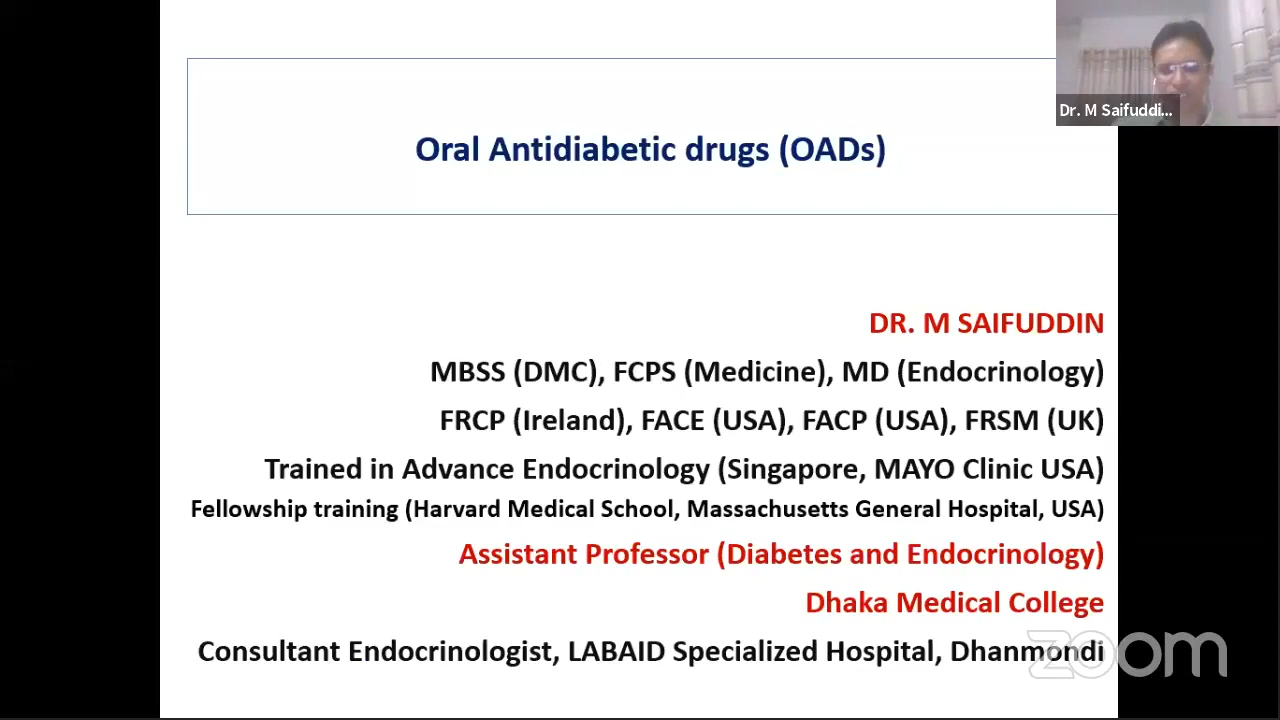 Dr. M Saifuddi...
Oral Antidiabetic drugs (OADs)
DR. M SAIFUDDIN
MBSS (DMC), FCPS (Medicine), MD (Endocrinology)
FRCP (Ireland), FACE (USA), FACP (USA), FRSM (UK)
Trained in Advance Endocrinology (Singapore, MAYO Clinic USA)
Fellowship training (Harvard Medical School, Massachusetts General Hospital, USA)
Assistant Professor (Diabetes and Endocrinology)
Dhaka Medical College
Consultant Endocrinologist, LABAID Specialized Hospital, Dhanmondi
zoom